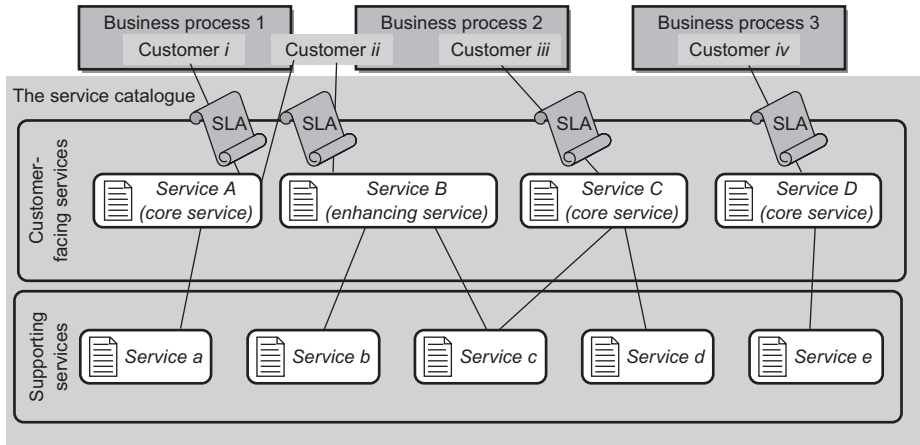 Business process 1
Business process 2
Business process 3
Customer i
Customer ii
Customer iii
Customer iv
The service catalogue
SLA
SLA
SLA
SLA
Customer-
facing services
Service A
(core service)
Service B
(enhancing service)
Service C
(core service)
Service D
(core service)
Supporting
services
Service a
Service b
Service c
Service d
Service e